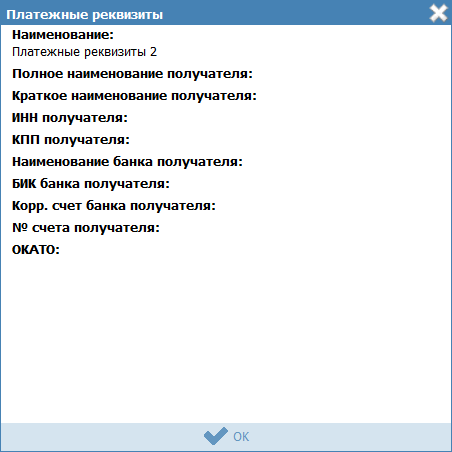 Платежные реквизиты
Наименование:
Платежные реквизиты 2
Полное наименование получателя:
Краткое наименование получателя:
ИНН получателя:
КПП получателя:
Наименование банка получателя:
БИК банка получателя:
Корр. счет банка получателя:
№ счета получателя:
ОКАТО:
ОК